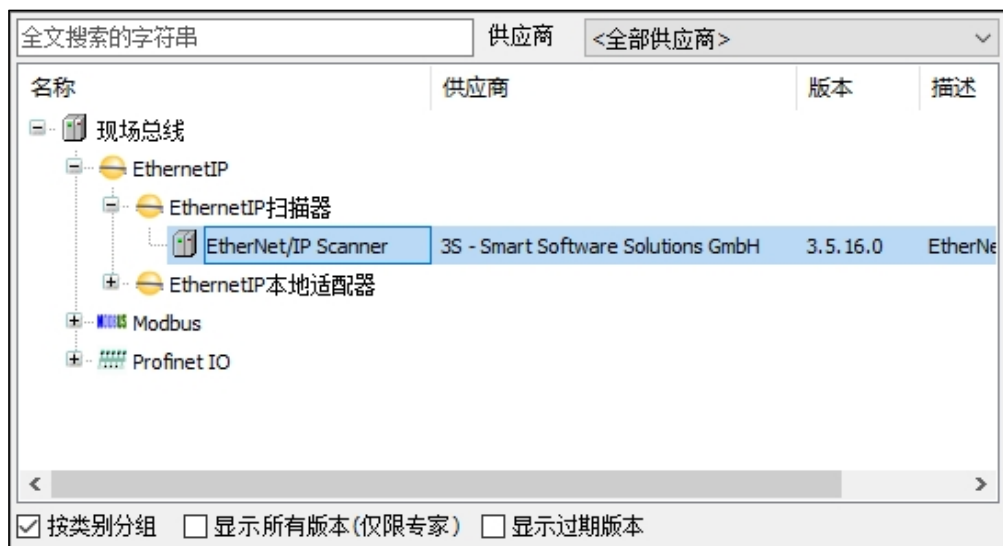 全文搜索的字符串 供应商 <全部供应商>
名称 供应商 版本 描述
现场总线
EthernetIP
EthernetIP扫描器
EtherNet/IP Scanner 3S - Smart Software Solutions GmbH 3.5.16.0 EtherNe
EthernetIP本地适配器
MODBUS Modbus
Profinet IO
按类别分组 显示所有版本(仅限专家) 显示过期版本